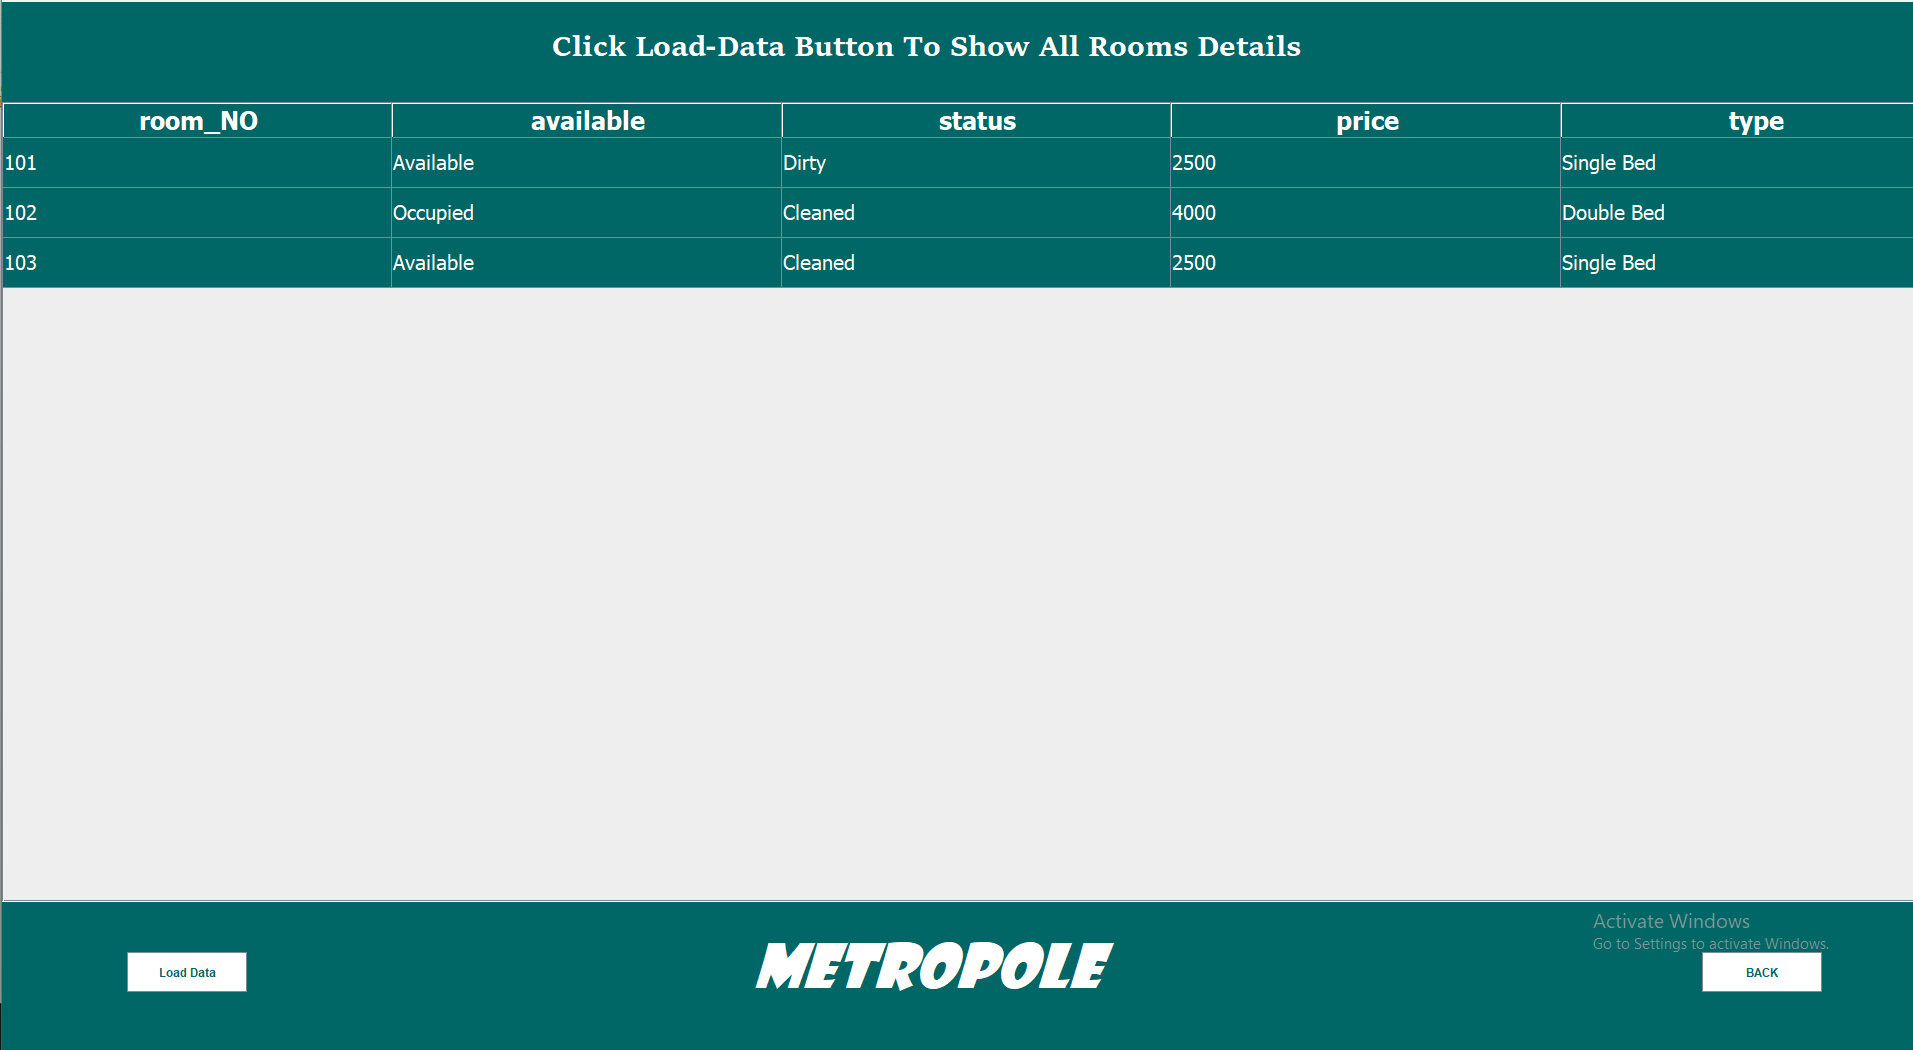 Click Load-Data Button To Show All Rooms Details
room_NO available status price type
101 Available Dirty 2500 Single Bed
102 Occupied Cleaned 4000 Double Bed
103 Available Cleaned 2500 Single Bed
Activate Windows
Go to Settings to activate Windows.
Load Data METROPOLE BACK